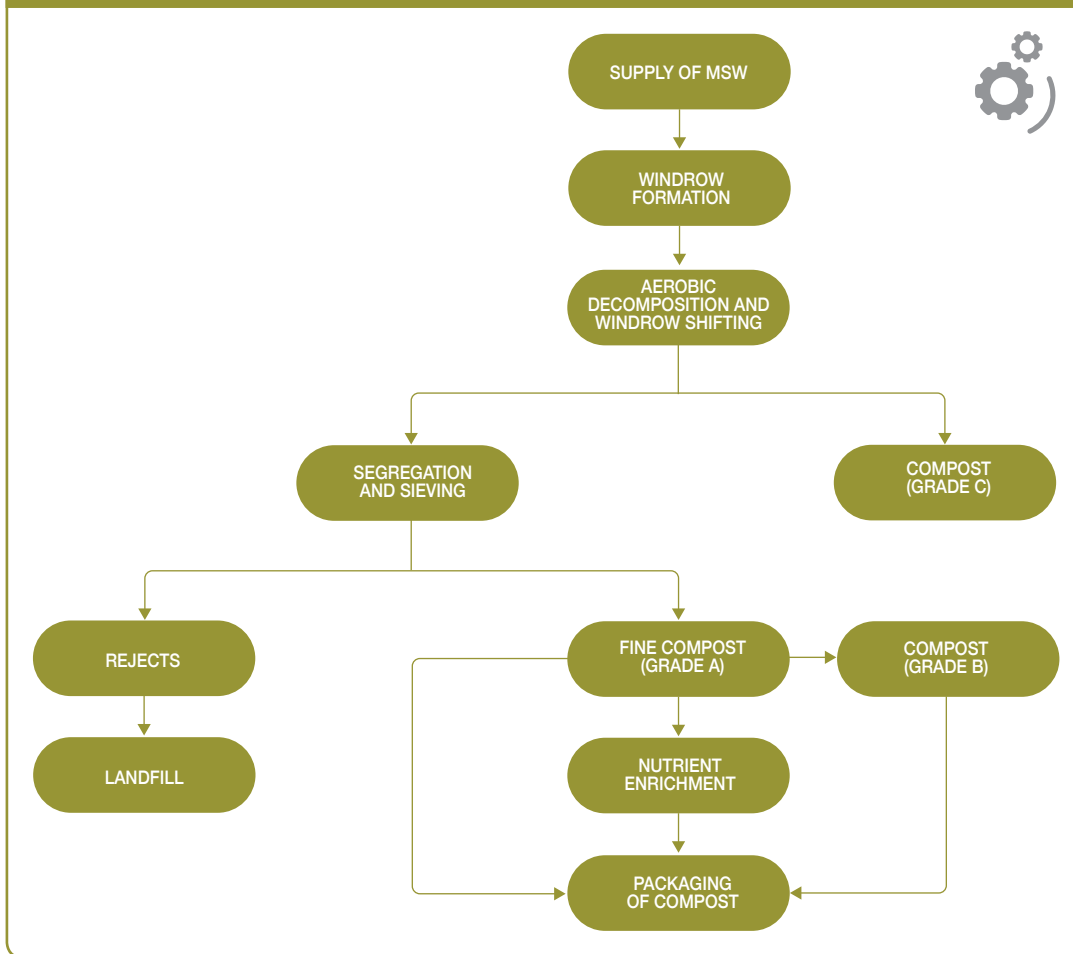 SUPPLY OF MSW
WINDROW
FORMATION
AEROBIC
DECOMPOSITION AND
WINDROW SHIFTING
SEGREGATION
AND SIEVING
COMPOST
(GRADE C)
REJECTS
FINE COMPOST
(GRADE A)
COMPOST
(GRADE B)
LANDFILL
NUTRIENT
ENRICHMENT
PACKAGING
OF COMPOST